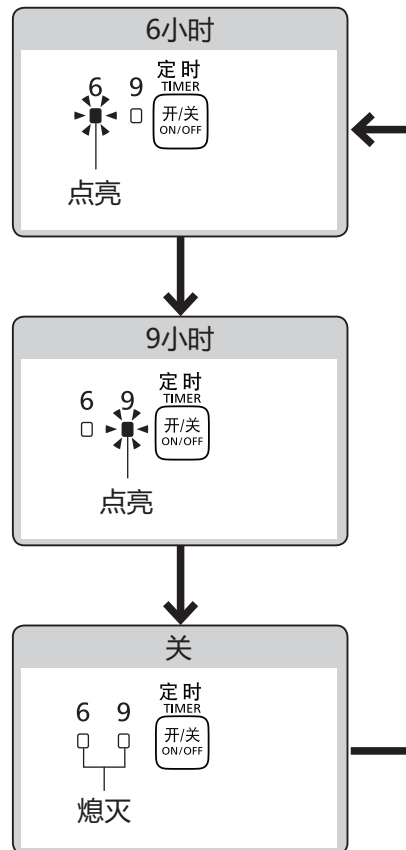 6小时
定时
TIMER
6 9
开/关
ON/OFF
点亮
9小时
定时
TIMER
6 9
开/关
ON/OFF
点亮
关
定时
TIMER
6 9
开/关
ON/OFF
熄灭